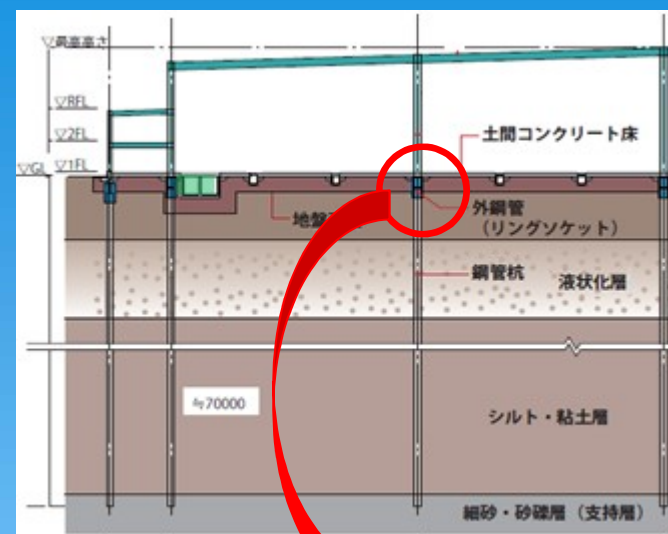 ▽最高高さ
▽RFL
▽2FL
▽GL ▽1FL
土間コンクリート床
地盤
外鋼管
(リングソケット)
鋼管杭
液状化層
≒70000
シルト・粘土層
細砂・砂礫層(支持層)